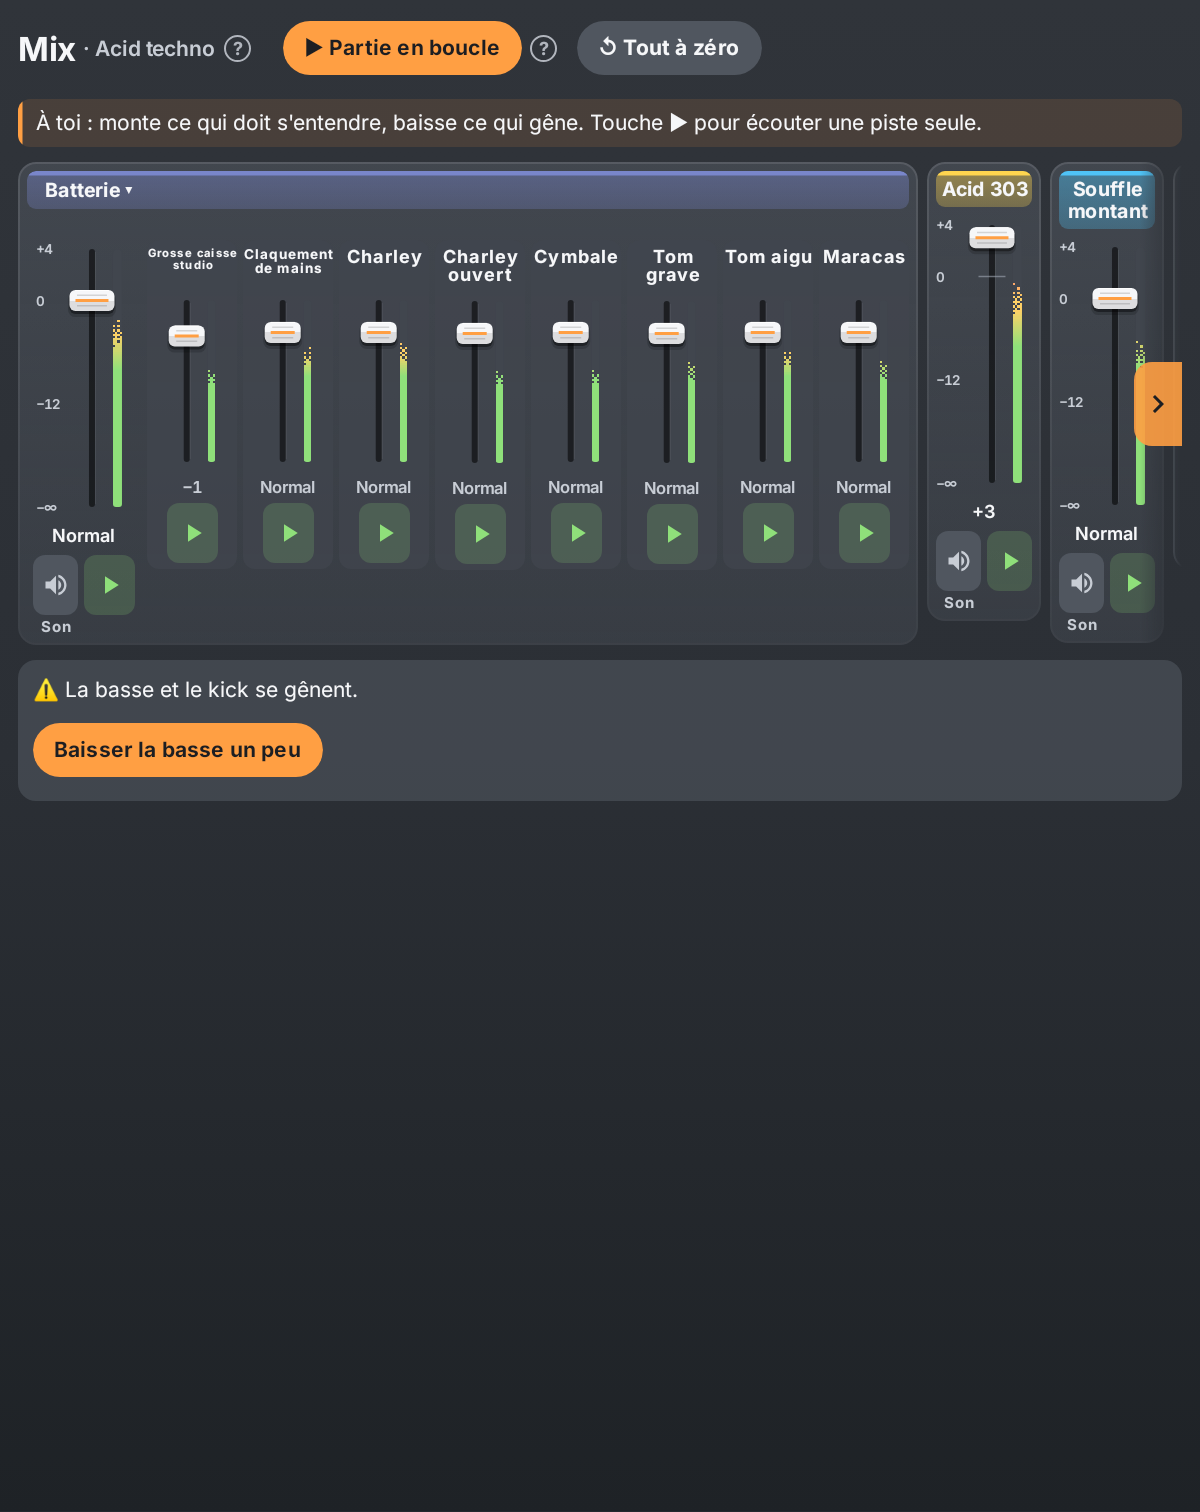 Mix · Acid techno ? ▶ Partie en boucle ? ↺ Tout à zéro
À toi : monte ce qui doit s'entendre, baisse ce qui gêne. Touche ▶ pour écouter une piste seule.
Batterie ▾
+4
0
−12
−∞
Normal
Son
Grosse caisse
studio
−1
Claquement
de mains
Normal
Charley
Normal
Charley
ouvert
Normal
Cymbale
Normal
Tom
grave
Normal
Tom aigu
Normal
Maracas
Normal
Acid 303
+4
0
−12
−∞
+3
Son
Souffle
montant
+4
0
−12
−∞
Normal
Son
⚠️ La basse et le kick se gênent.
Baisser la basse un peu